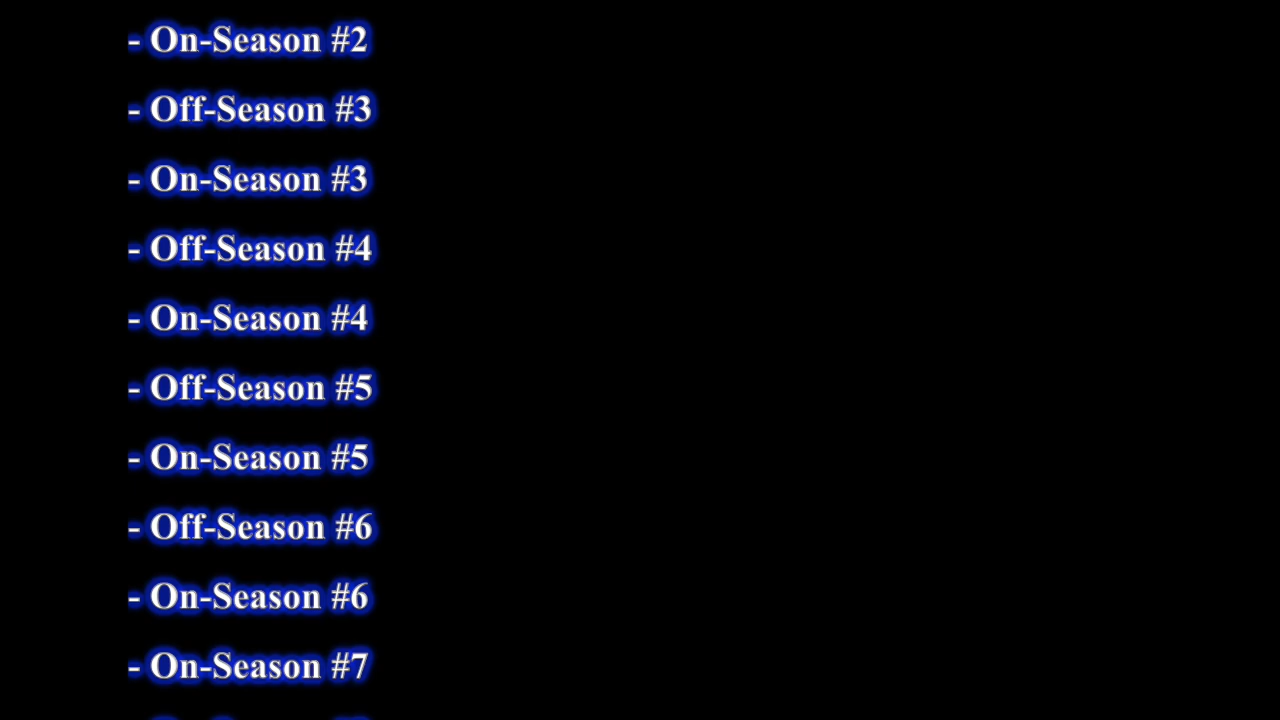 - On-Season #2
- Off-Season #3
- On-Season #3
- Off-Season #4
- On-Season #4
- Off-Season #5
- On-Season #5
- Off-Season #6
- On-Season #6
- On-Season #7